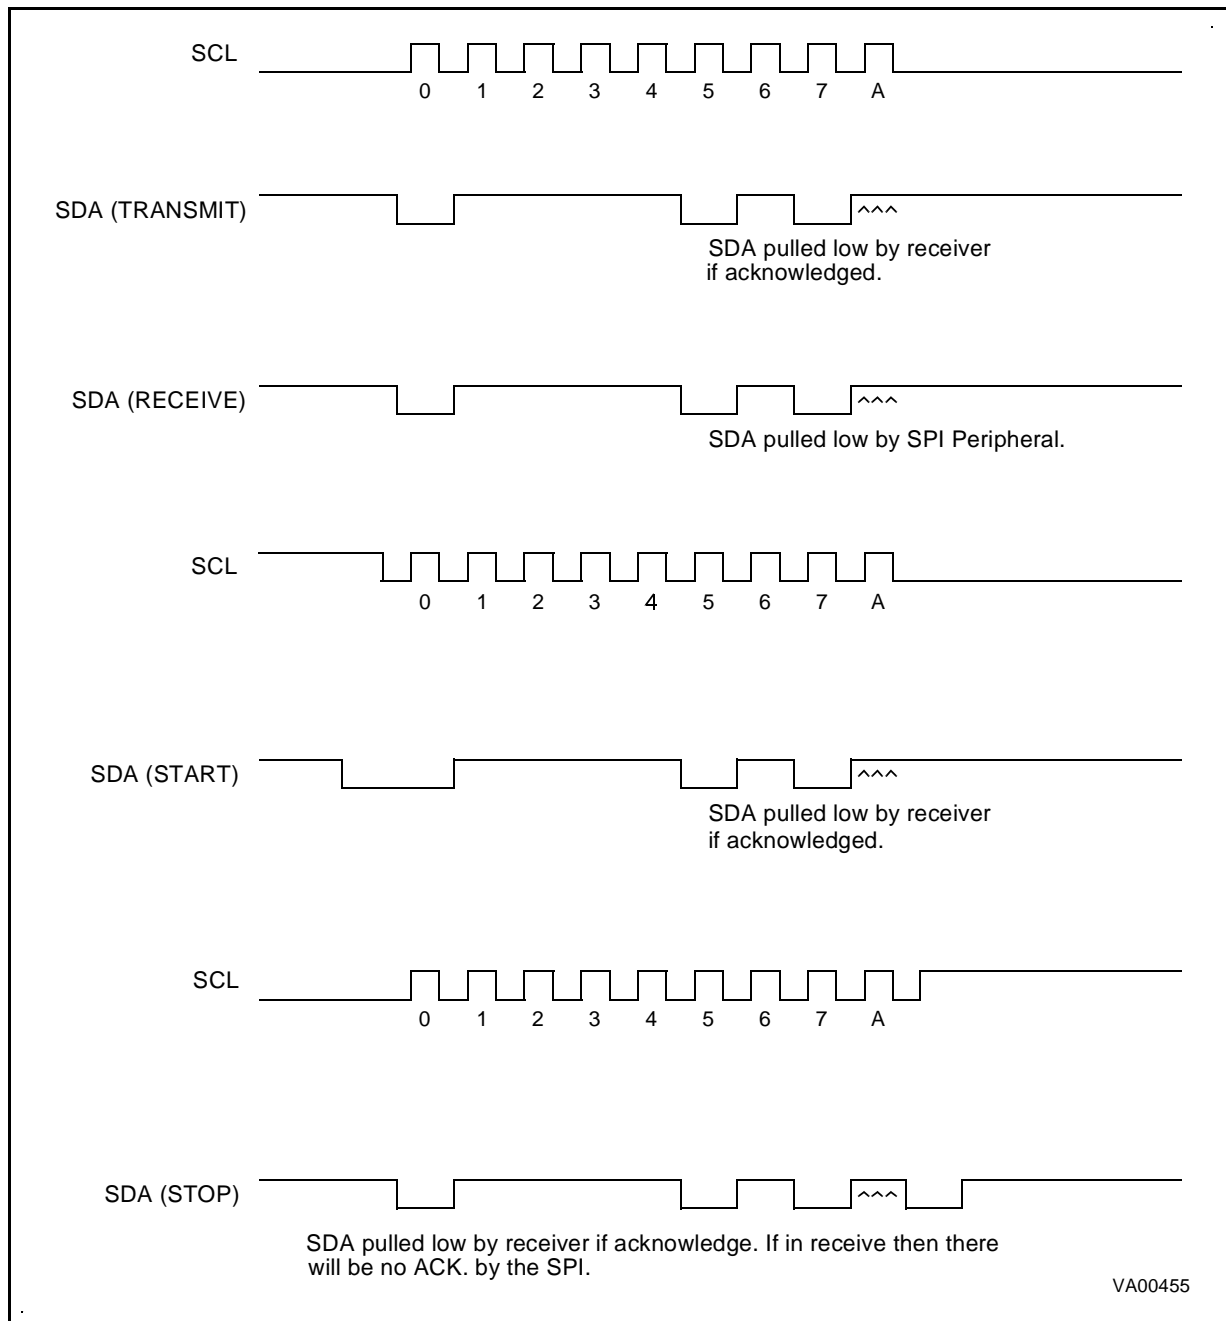 SCL
0 1 2 3 4 5 6 7 A
SDA (TRANSMIT)
^^^
SDA pulled low by receiver
if acknowledged.
SDA (RECEIVE)
^^^
SDA pulled low by SPI Peripheral.
SCL
0 1 2 3 4 5 6 7 A
SDA (START)
^^^
SDA pulled low by receiver
if acknowledged.
SCL
0 1 2 3 4 5 6 7 A
SDA (STOP)
^^^
SDA pulled low by receiver if acknowledge. If in receive then there
will be no ACK. by the SPI.
VA00455